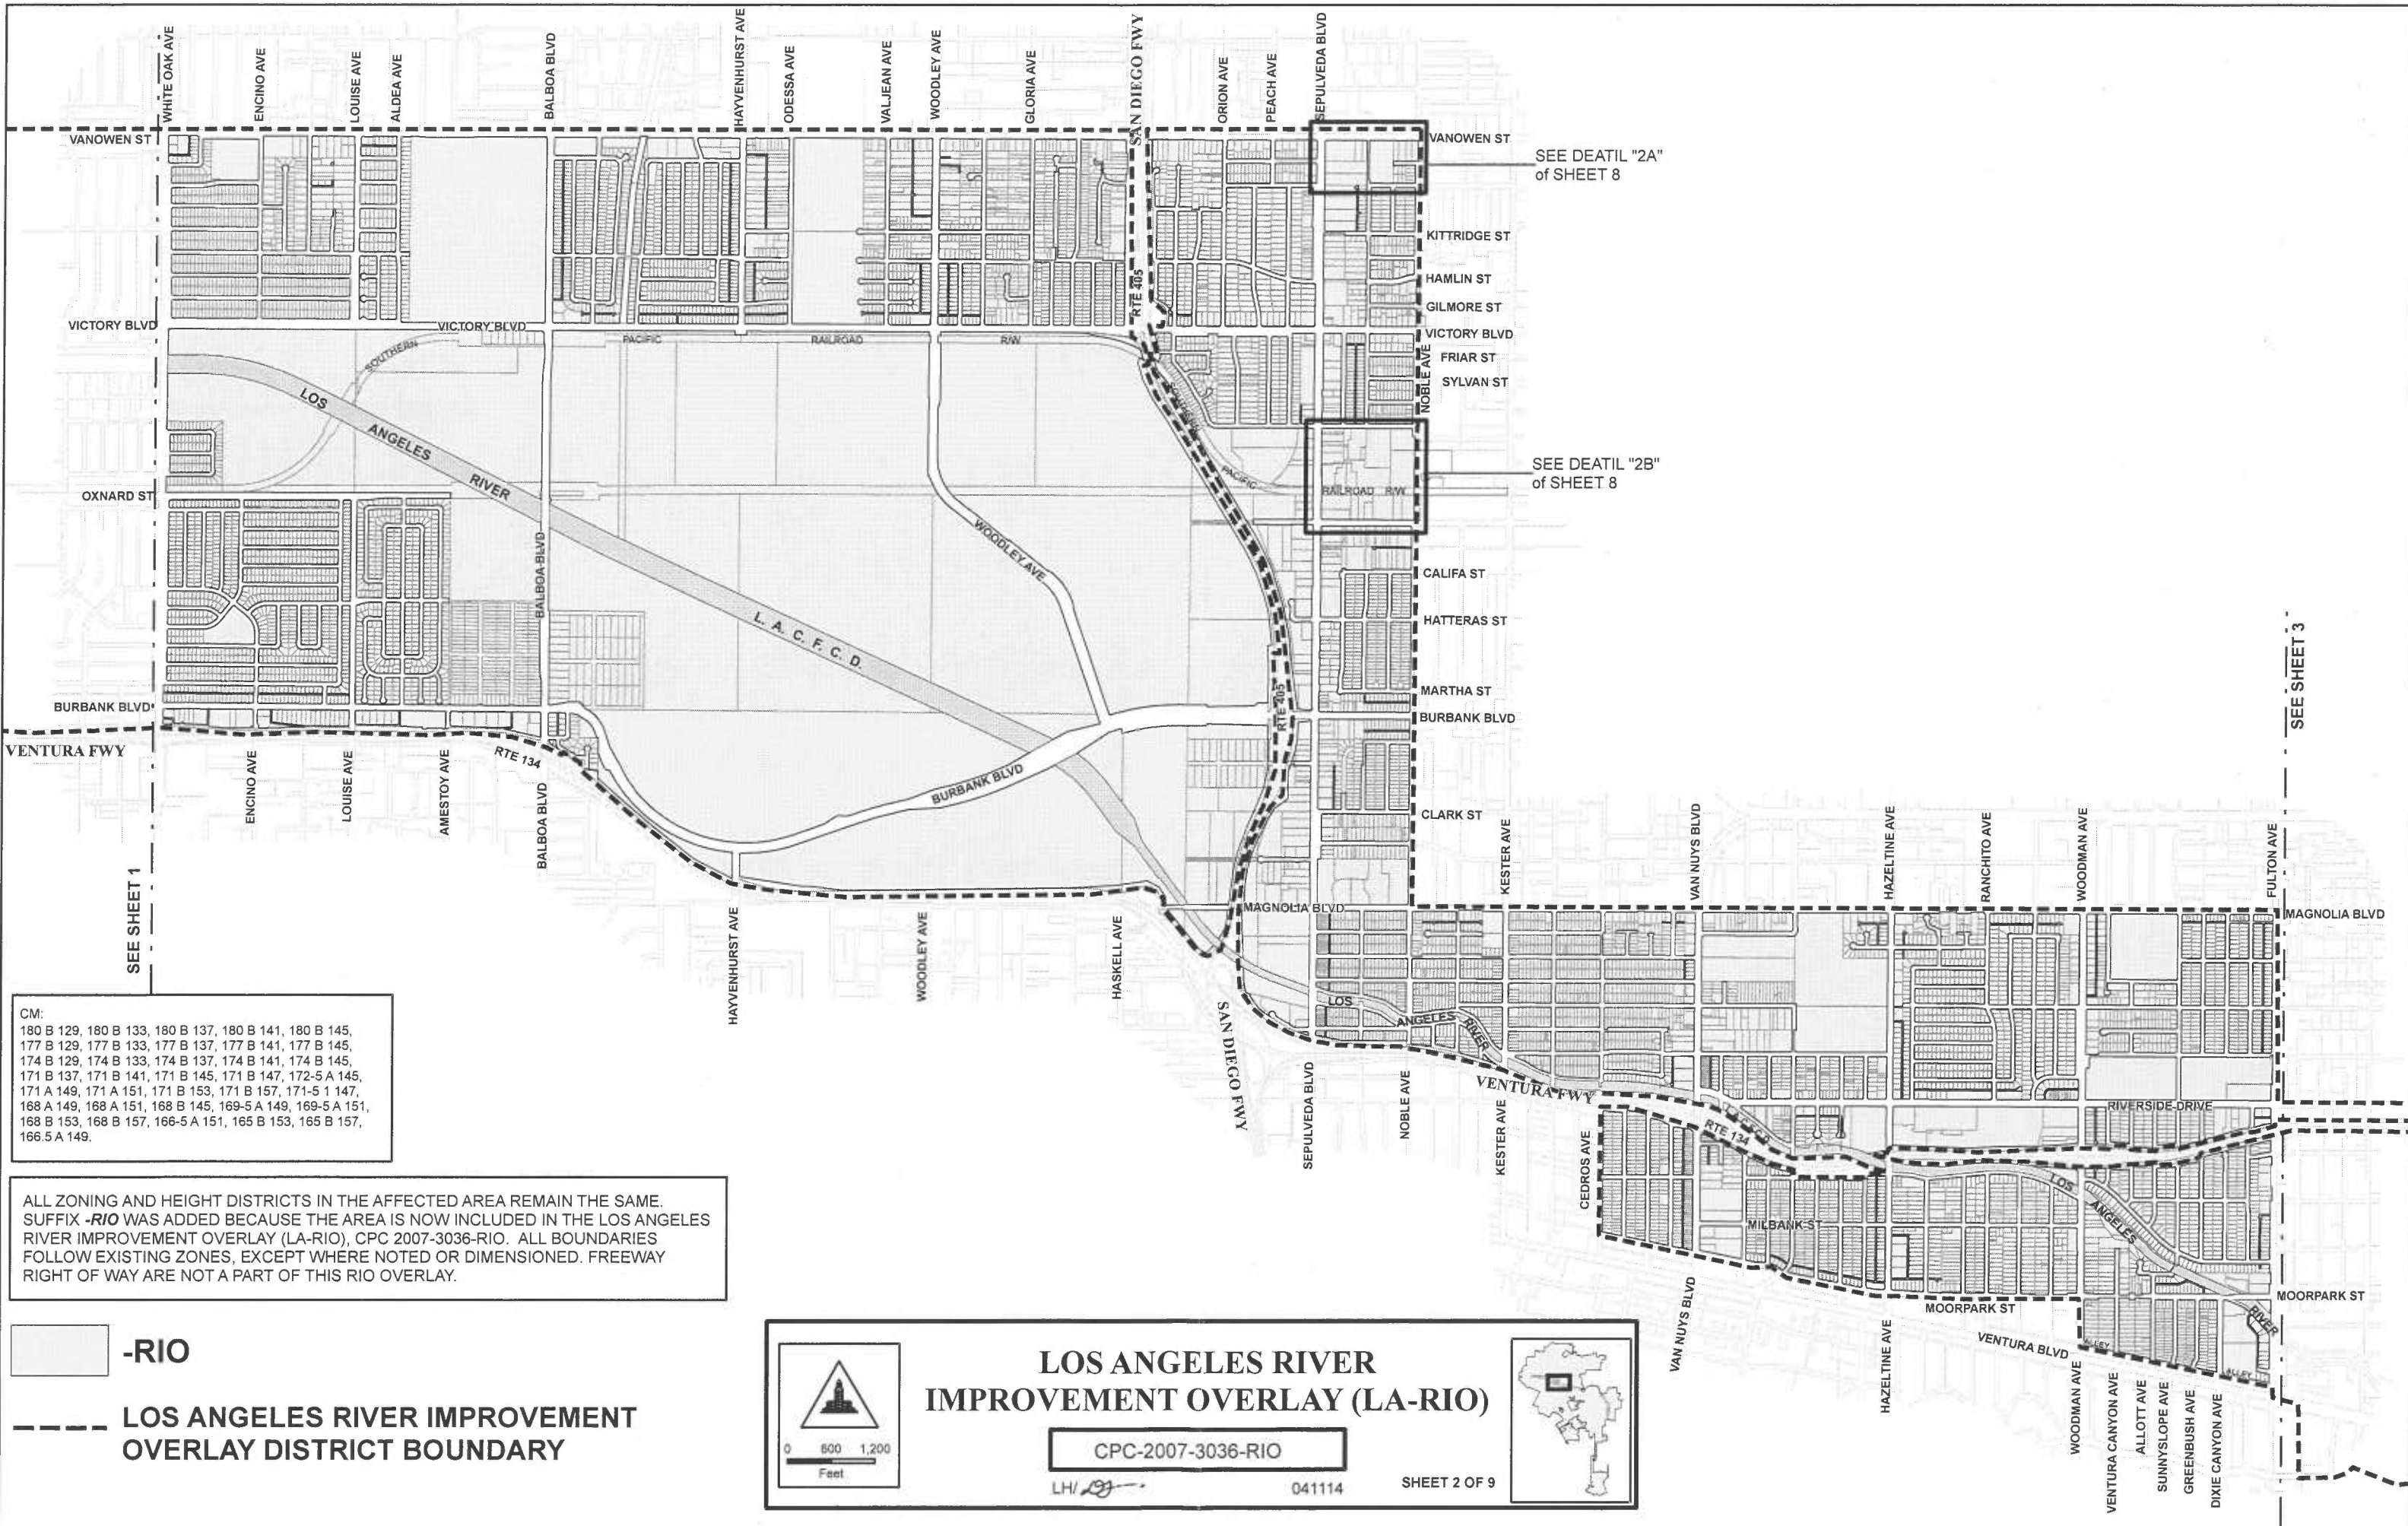 WHITE OAK AVE
ENCINO AVE
LOUISE AVE
ALDEA AVE
BALBOA BLVD
HAYVENHURST AVE
ODESSA AVE
VALJEAN AVE
WOODLEY AVE
GLORIA AVE
SAN DIEGO FWY
ORION AVE
PEACH AVE
SEPULVEDA BLVD
VANOWEN ST
VANOWEN ST
SEE DEATIL "2A"
of SHEET 8
KITTRIDGE ST
HAMLIN ST
GILMORE ST
RTE 405
VICTORY BLVD
VICTORY BLVD
VICTORY BLVD
SOUTHERN
PACIFIC
RAILROAD
R/W
FRIAR ST
SYLVAN ST
NOBLE AVE
LOS
ANGELES
RIVER
SOUTHERN
PACIFIC
RAILROAD R/W
SEE DEATIL "2B"
of SHEET 8
OXNARD ST
BALBOA BLVD
WOODLEY AVE
L. A. C. F. C. D.
CALIFA ST
HATTERAS ST
MARTHA ST
BURBANK BLVD
BURBANK BLVD
RTE 405
BURBANK BLVD
VENTURA FWY
RTE 134
ENCINO AVE
LOUISE AVE
AMESTOY AVE
BALBOA BLVD
CLARK ST
SEE SHEET 3
SEE SHEET 1
KESTER AVE
VAN NUYS BLVD
HAZELTINE AVE
RANCHITO AVE
WOODMAN AVE
FULTON AVE
MAGNOLIA BLVD
MAGNOLIA BLVD
HAYVENHURST AVE
WOODLEY AVE
HASKELL AVE
SAN DIEGO FWY
LOS
ANGELES
RIVER
SEPULVEDA BLVD
NOBLE AVE
KESTER AVE
VENTURA FWY
CEDROS AVE
RTE 134
RIVERSIDE DRIVE
LOS
ANGELES
RIVER
MILBANK ST
MOORPARK ST
MOORPARK ST
VENTURA BLVD
ALLEY
ALLEY
VAN NUYS BLVD
HAZELTINE AVE
WOODMAN AVE
VENTURA CANYON AVE
ALLOTT AVE
SUNNYSLOPE AVE
GREENBUSH AVE
DIXIE CANYON AVE
CM:
180 B 129, 180 B 133, 180 B 137, 180 B 141, 180 B 145,
177 B 129, 177 B 133, 177 B 137, 177 B 141, 177 B 145,
174 B 129, 174 B 133, 174 B 137, 174 B 141, 174 B 145,
171 B 137, 171 B 141, 171 B 145, 171 B 147, 172-5 A 145,
171 A 149, 171 A 151, 171 B 153, 171 B 157, 171-5 1 147,
168 A 149, 168 A 151, 168 B 145, 169-5 A 149, 169-5 A 151,
168 B 153, 168 B 157, 166-5 A 151, 165 B 153, 165 B 157,
166.5 A 149.
ALL ZONING AND HEIGHT DISTRICTS IN THE AFFECTED AREA REMAIN THE SAME.
SUFFIX -RIO WAS ADDED BECAUSE THE AREA IS NOW INCLUDED IN THE LOS ANGELES
RIVER IMPROVEMENT OVERLAY (LA-RIO), CPC 2007-3036-RIO. ALL BOUNDARIES
FOLLOW EXISTING ZONES, EXCEPT WHERE NOTED OR DIMENSIONED. FREEWAY
RIGHT OF WAY ARE NOT A PART OF THIS RIO OVERLAY.
-RIO
LOS ANGELES RIVER IMPROVEMENT
OVERLAY DISTRICT BOUNDARY
0 600 1,200
Feet
LOS ANGELES RIVER
IMPROVEMENT OVERLAY (LA-RIO)
CPC-2007-3036-RIO
LH/
041114
SHEET 2 OF 9